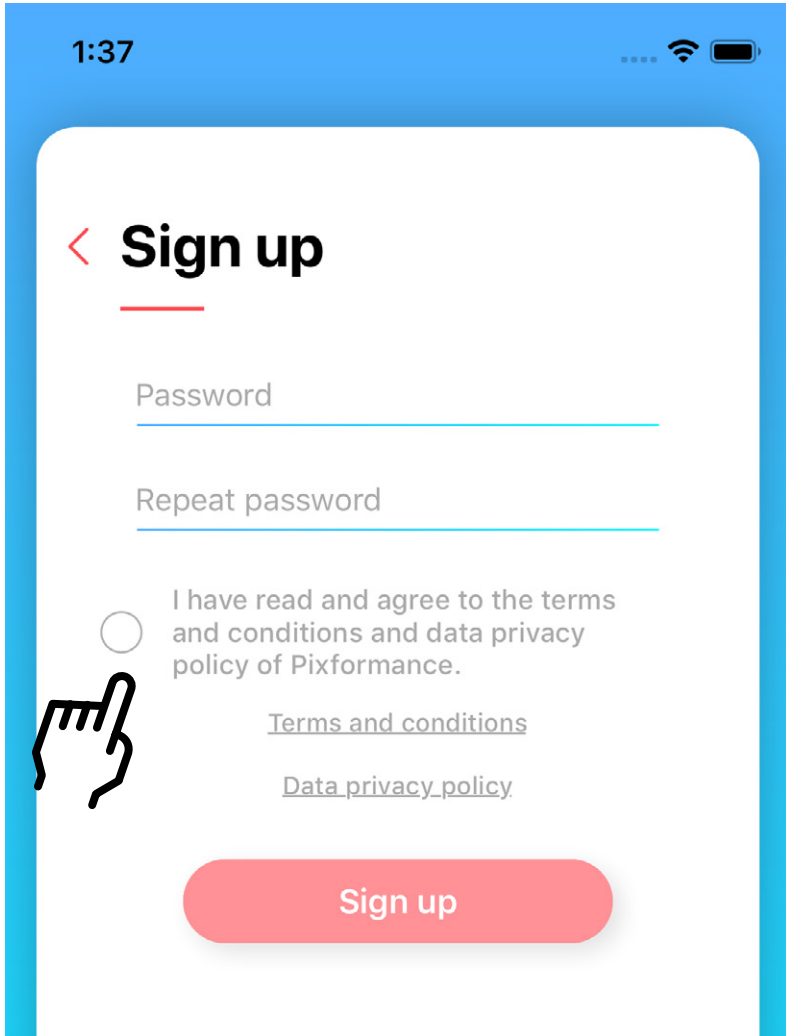 1:37
Sign up
Password
Repeat password
I have read and agree to the terms
and conditions and data privacy
policy of Pixformance.
Terms and conditions
Data privacy policy
Sign up